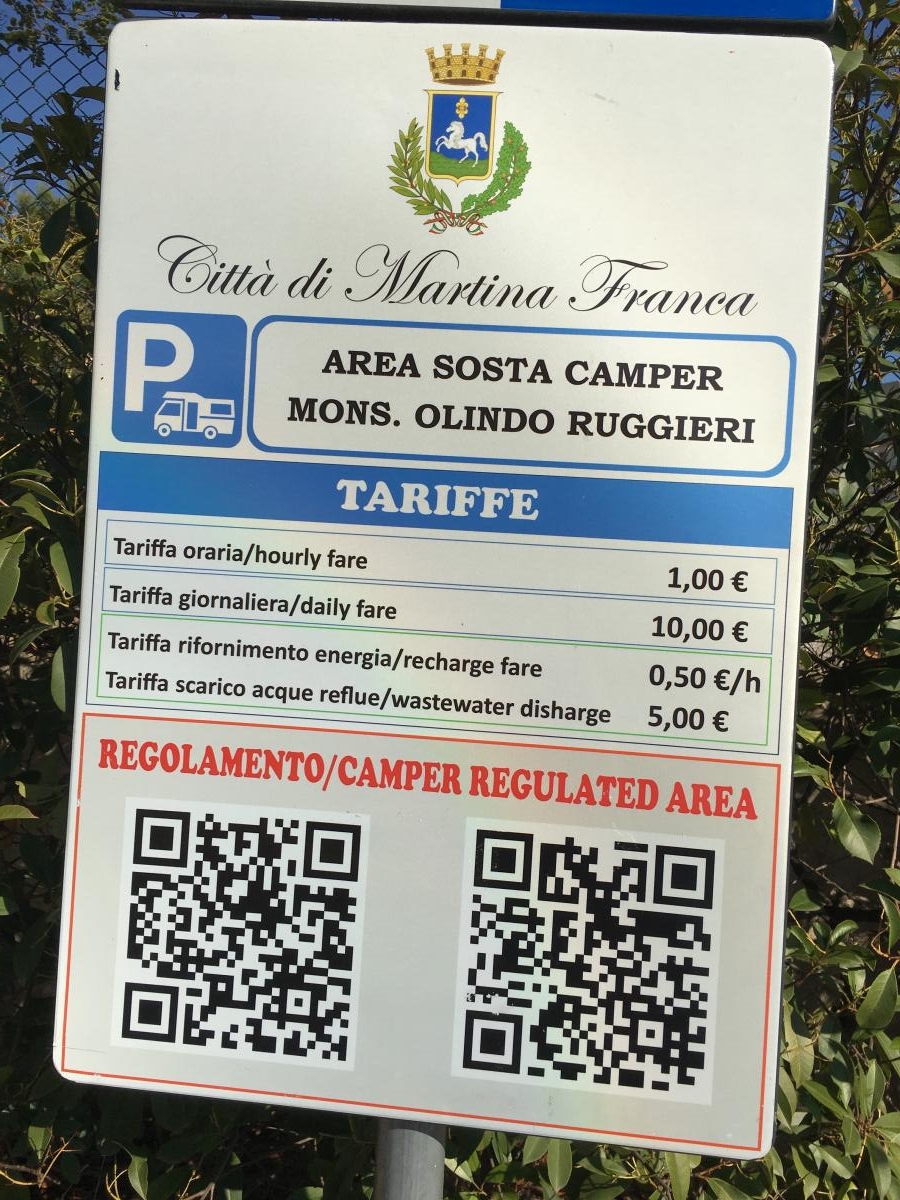 Città di Martina Franca
P
AREA SOSTA CAMPER
MONS. OLINDO RUGGIERI
TARIFFE
Tariffa oraria/hourly fare 1,00 €
Tariffa giornaliera/daily fare 10,00 €
Tariffa rifornimento energia/recharge fare 0,50 €/h
Tariffa scarico acque reflue/wastewater disharge 5,00 €
REGOLAMENTO/CAMPER REGULATED AREA